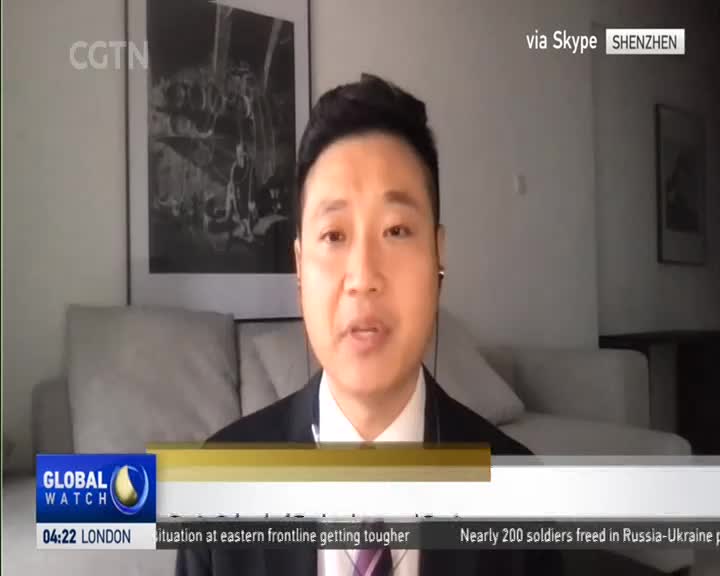 CGTN
via Skype SHENZHEN
GLOBAL
WATCH
04:22 LONDON
situation at eastern frontline getting tougher Nearly 200 soldiers freed in Russia-Ukraine